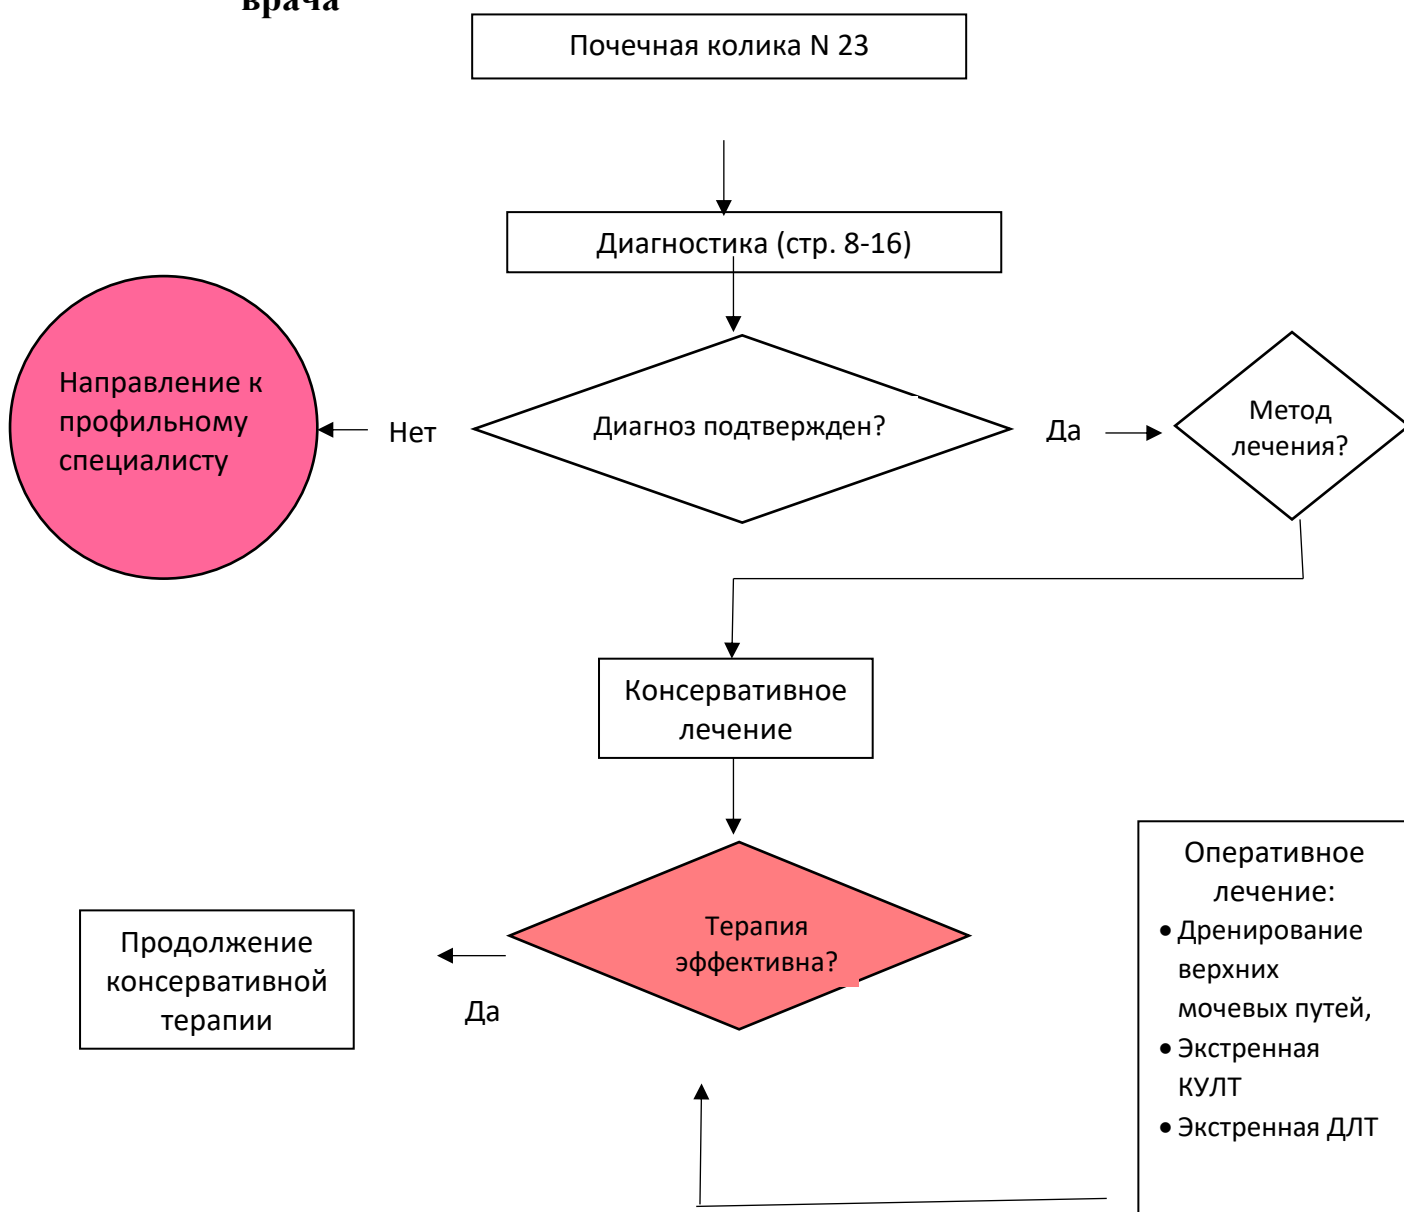 врача
Почечная колика N 23
Диагностика (стр. 8-16)
Направление к
профильному
специалисту
Нет
Диагноз подтвержден?
Да
Метод
лечения?
Консервативное
лечение
Терапия
эффективна?
Да
Продолжение
консервативной
терапии
Оперативное
лечение:
• Дренирование
верхних
мочевых путей,
• Экстренная
КУЛТ
• Экстренная ДЛТ